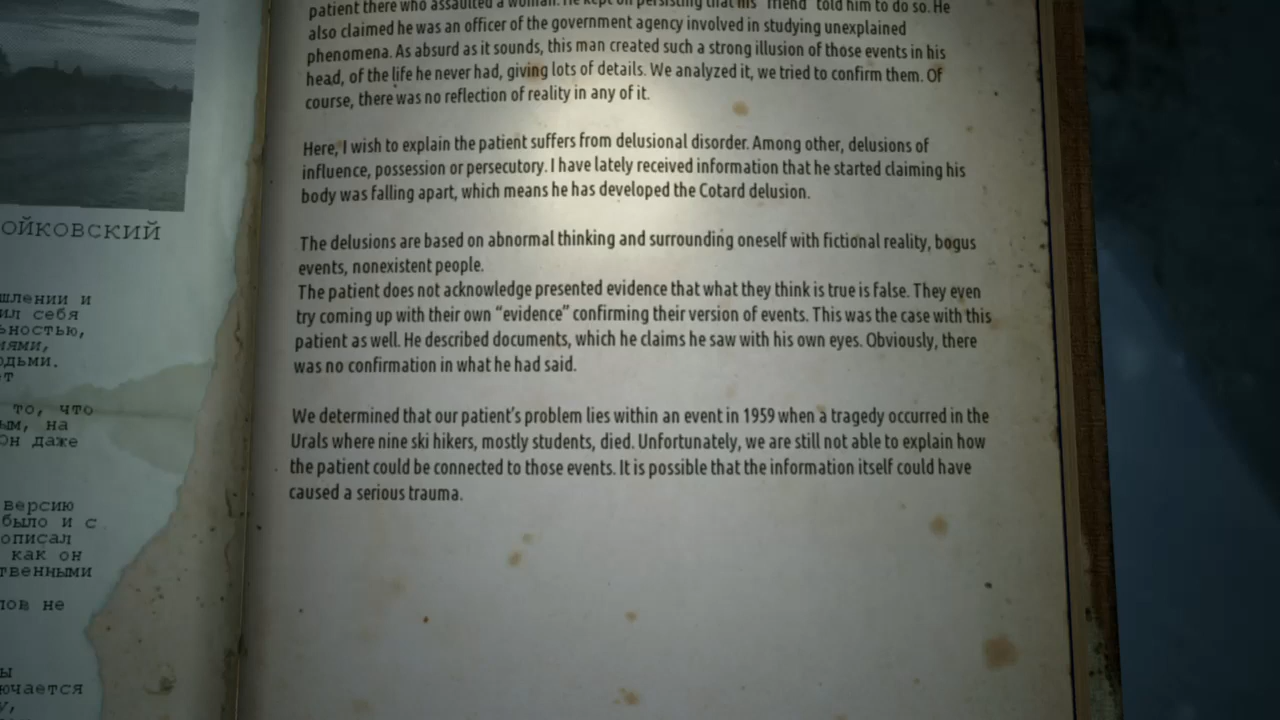 ОЙКОВСКИЙ
шлении и
ил себя
ьностью,
иями,
юдьми.
ет
то, что
ым, на
Он даже
версию
было и с
описал
как он
твенными
лов не
ы
ючается
у,
patient there who assaulted a woman. He kept on persisting that his "friend" told him to do so. He
also claimed he was an officer of the government agency involved in studying unexplained
phenomena. As absurd as it sounds, this man created such a strong illusion of those events in his
head, of the life he never had, giving lots of details. We analyzed it, we tried to confirm them. Of
course, there was no reflection of reality in any of it.
Here, I wish to explain the patient suffers from delusional disorder. Among other, delusions of
influence, possession or persecutory. I have lately received information that he started claiming his
body was falling apart, which means he has developed the Cotard delusion.
The delusions are based on abnormal thinking and surrounding oneself with fictional reality, bogus
events, nonexistent people.
The patient does not acknowledge presented evidence that what they think is true is false. They even
try coming up with their own “evidence” confirming their version of events. This was the case with this
patient as well. He described documents, which he claims he saw with his own eyes. Obviously, there
was no confirmation in what he had said.
We determined that our patient's problem lies within an event in 1959 when a tragedy occurred in the
Urals where nine ski hikers, mostly students, died. Unfortunately, we are still not able to explain how
the patient could be connected to those events. It is possible that the information itself could have
caused a serious trauma.